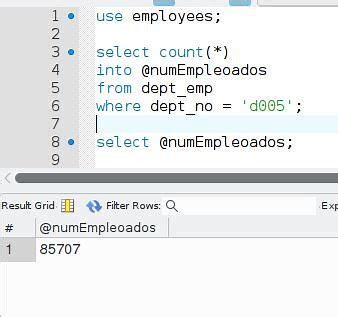 1 use employees;
2
3 select count(*)
4 into @numEmpleoados
5 from dept_emp
6 where dept_no = 'd005';
7
8 select @numEmpleoados;
9
Result Grid Filter Rows: Exp
# @numEmpleoados
1 85707